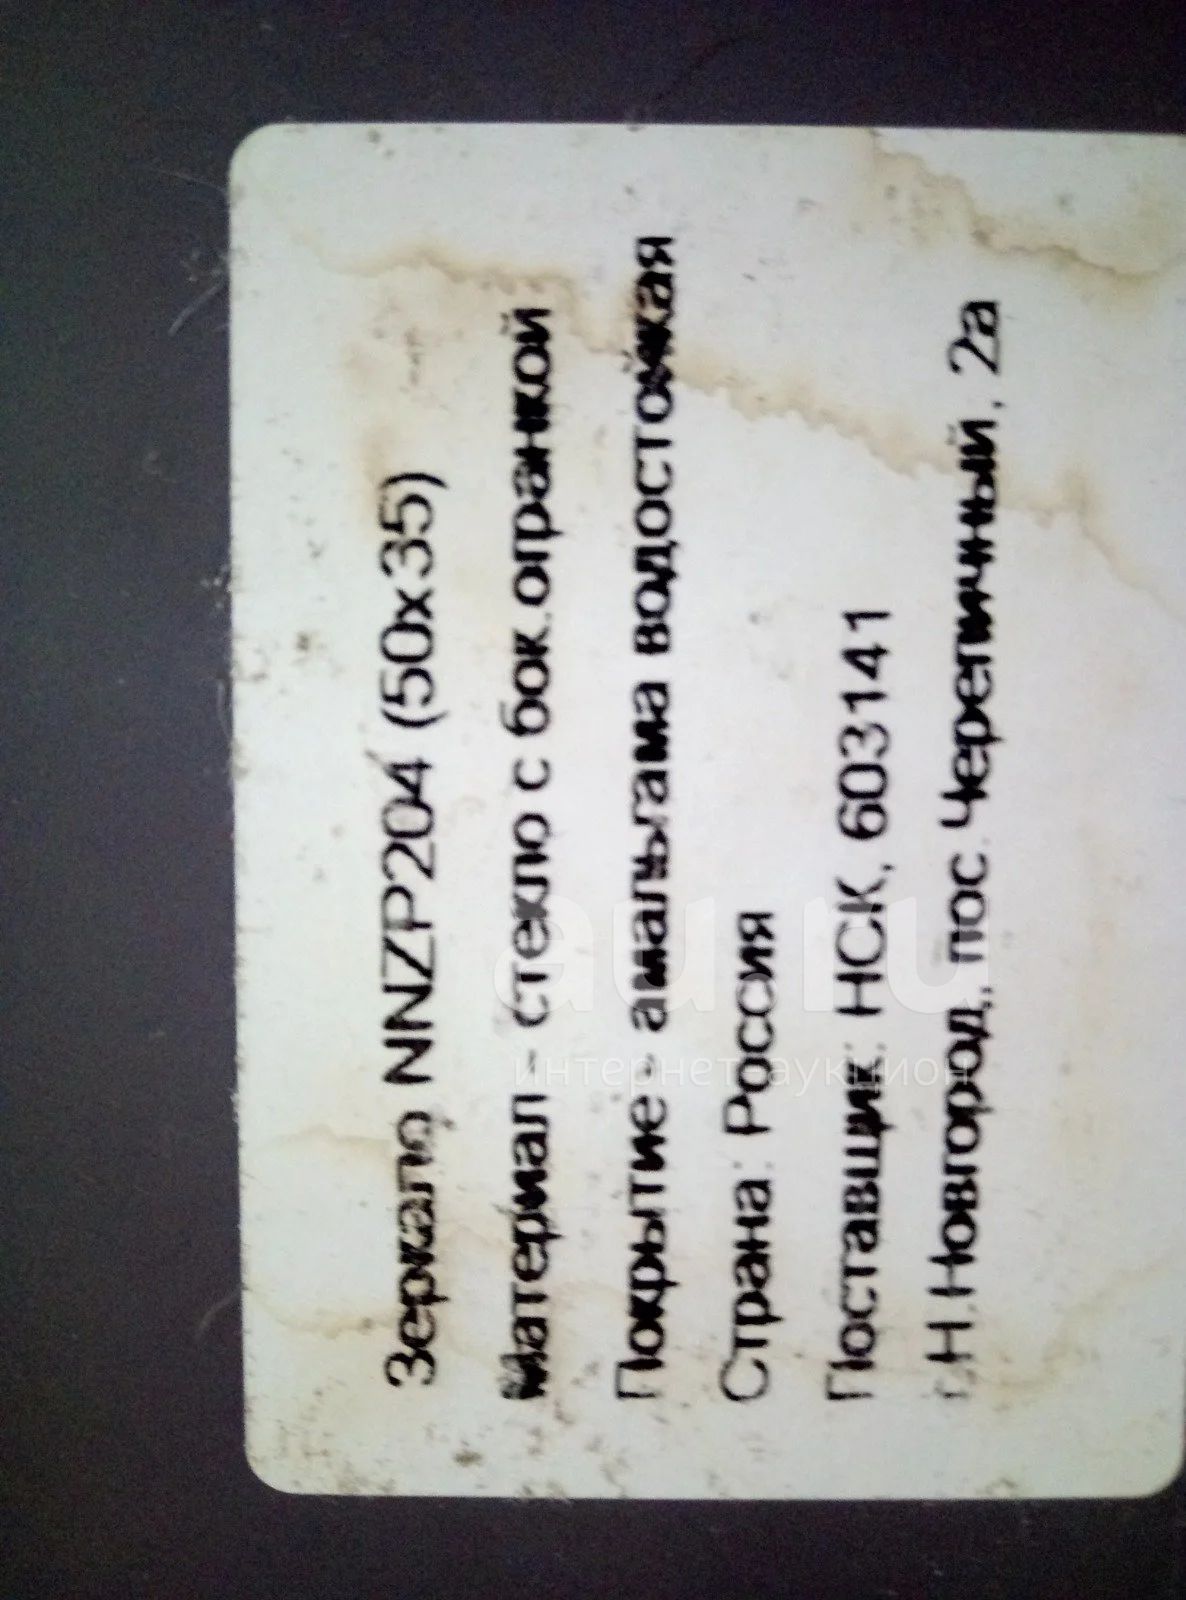 Зеркало NNZP204 (50x35)
Материал - стекло с бок.огранкой
Покрытие - амальгама водостойкая
Страна: Россия
Поставщик: НСК, 603141
г.Н.Новгород, пос.Черепичный, 2а
au.ru
интернет-аукцион